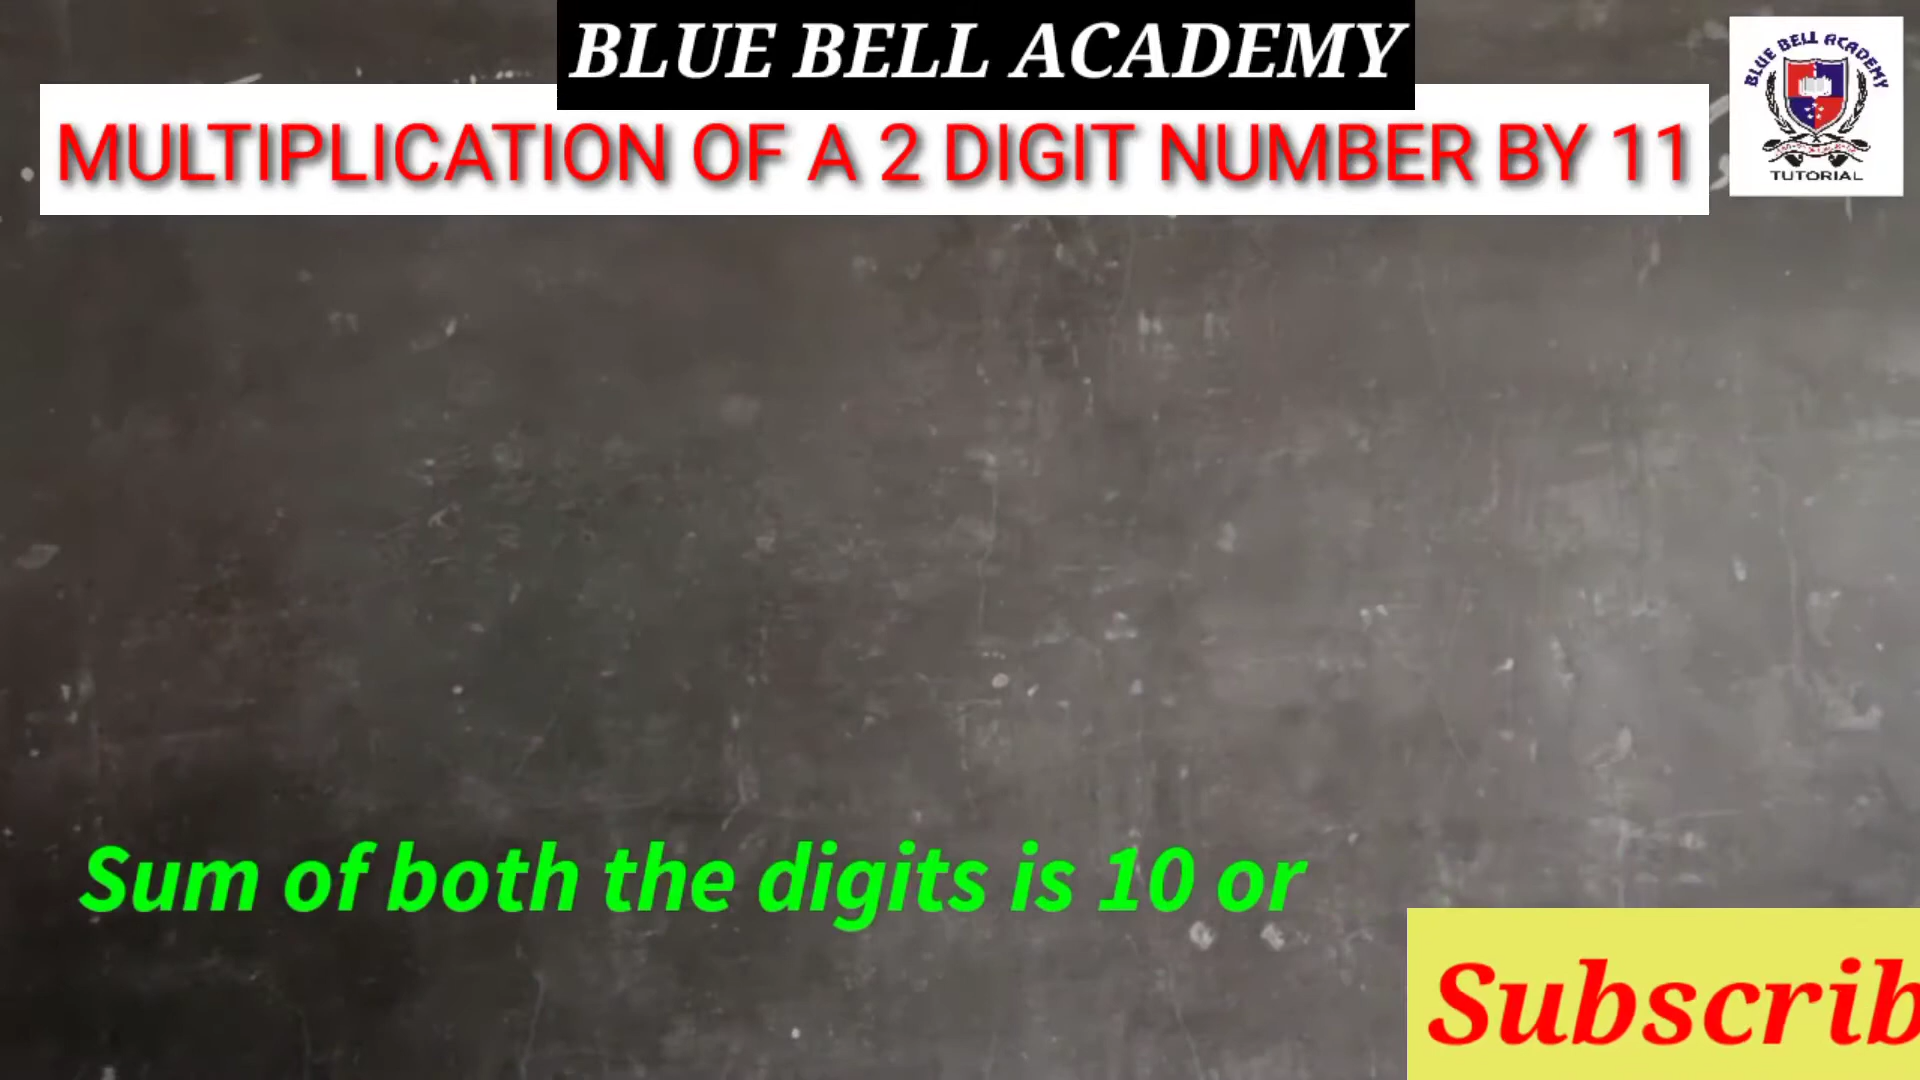 BLUE BELL ACADEMY
MULTIPLICATION OF A 2 DIGIT NUMBER BY 11
BLUE BELL ACADEMY
TUTORIAL
Sum of both the digits is 10 or
Subscrib